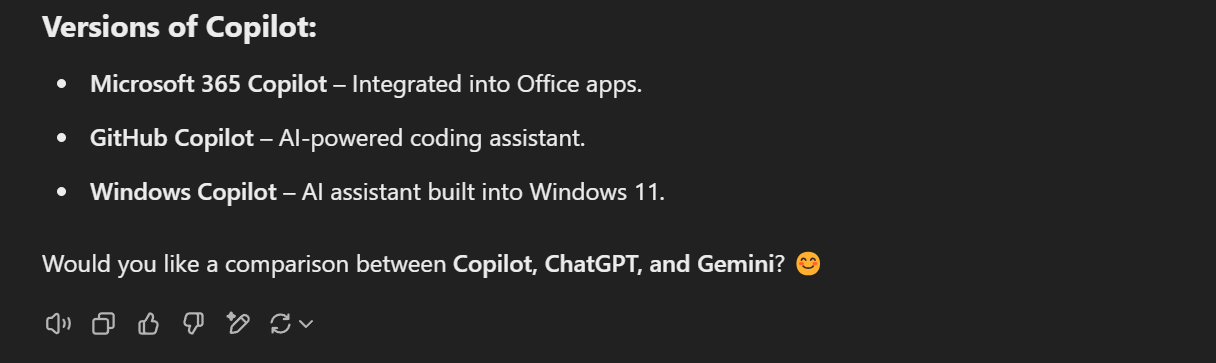 Versions of Copilot:
• Microsoft 365 Copilot – Integrated into Office apps.
• GitHub Copilot – AI-powered coding assistant.
• Windows Copilot – AI assistant built into Windows 11.
Would you like a comparison between Copilot, ChatGPT, and Gemini? 😊